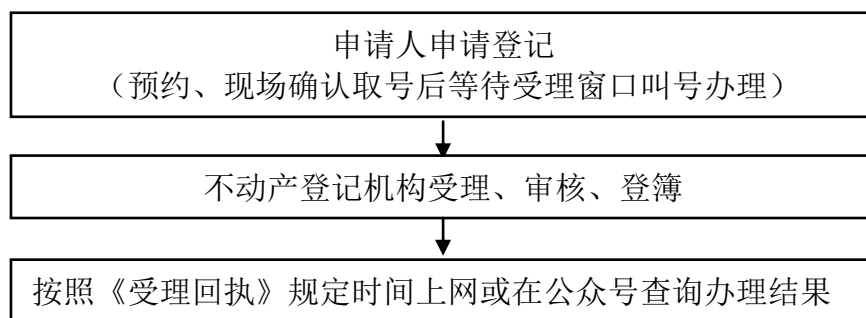 申请人申请登记
（预约、现场确认取号后等待受理窗口叫号办理）
不动产登记机构受理、审核、登簿
按照《受理回执》规定时间上网或在公众号查询办理结果